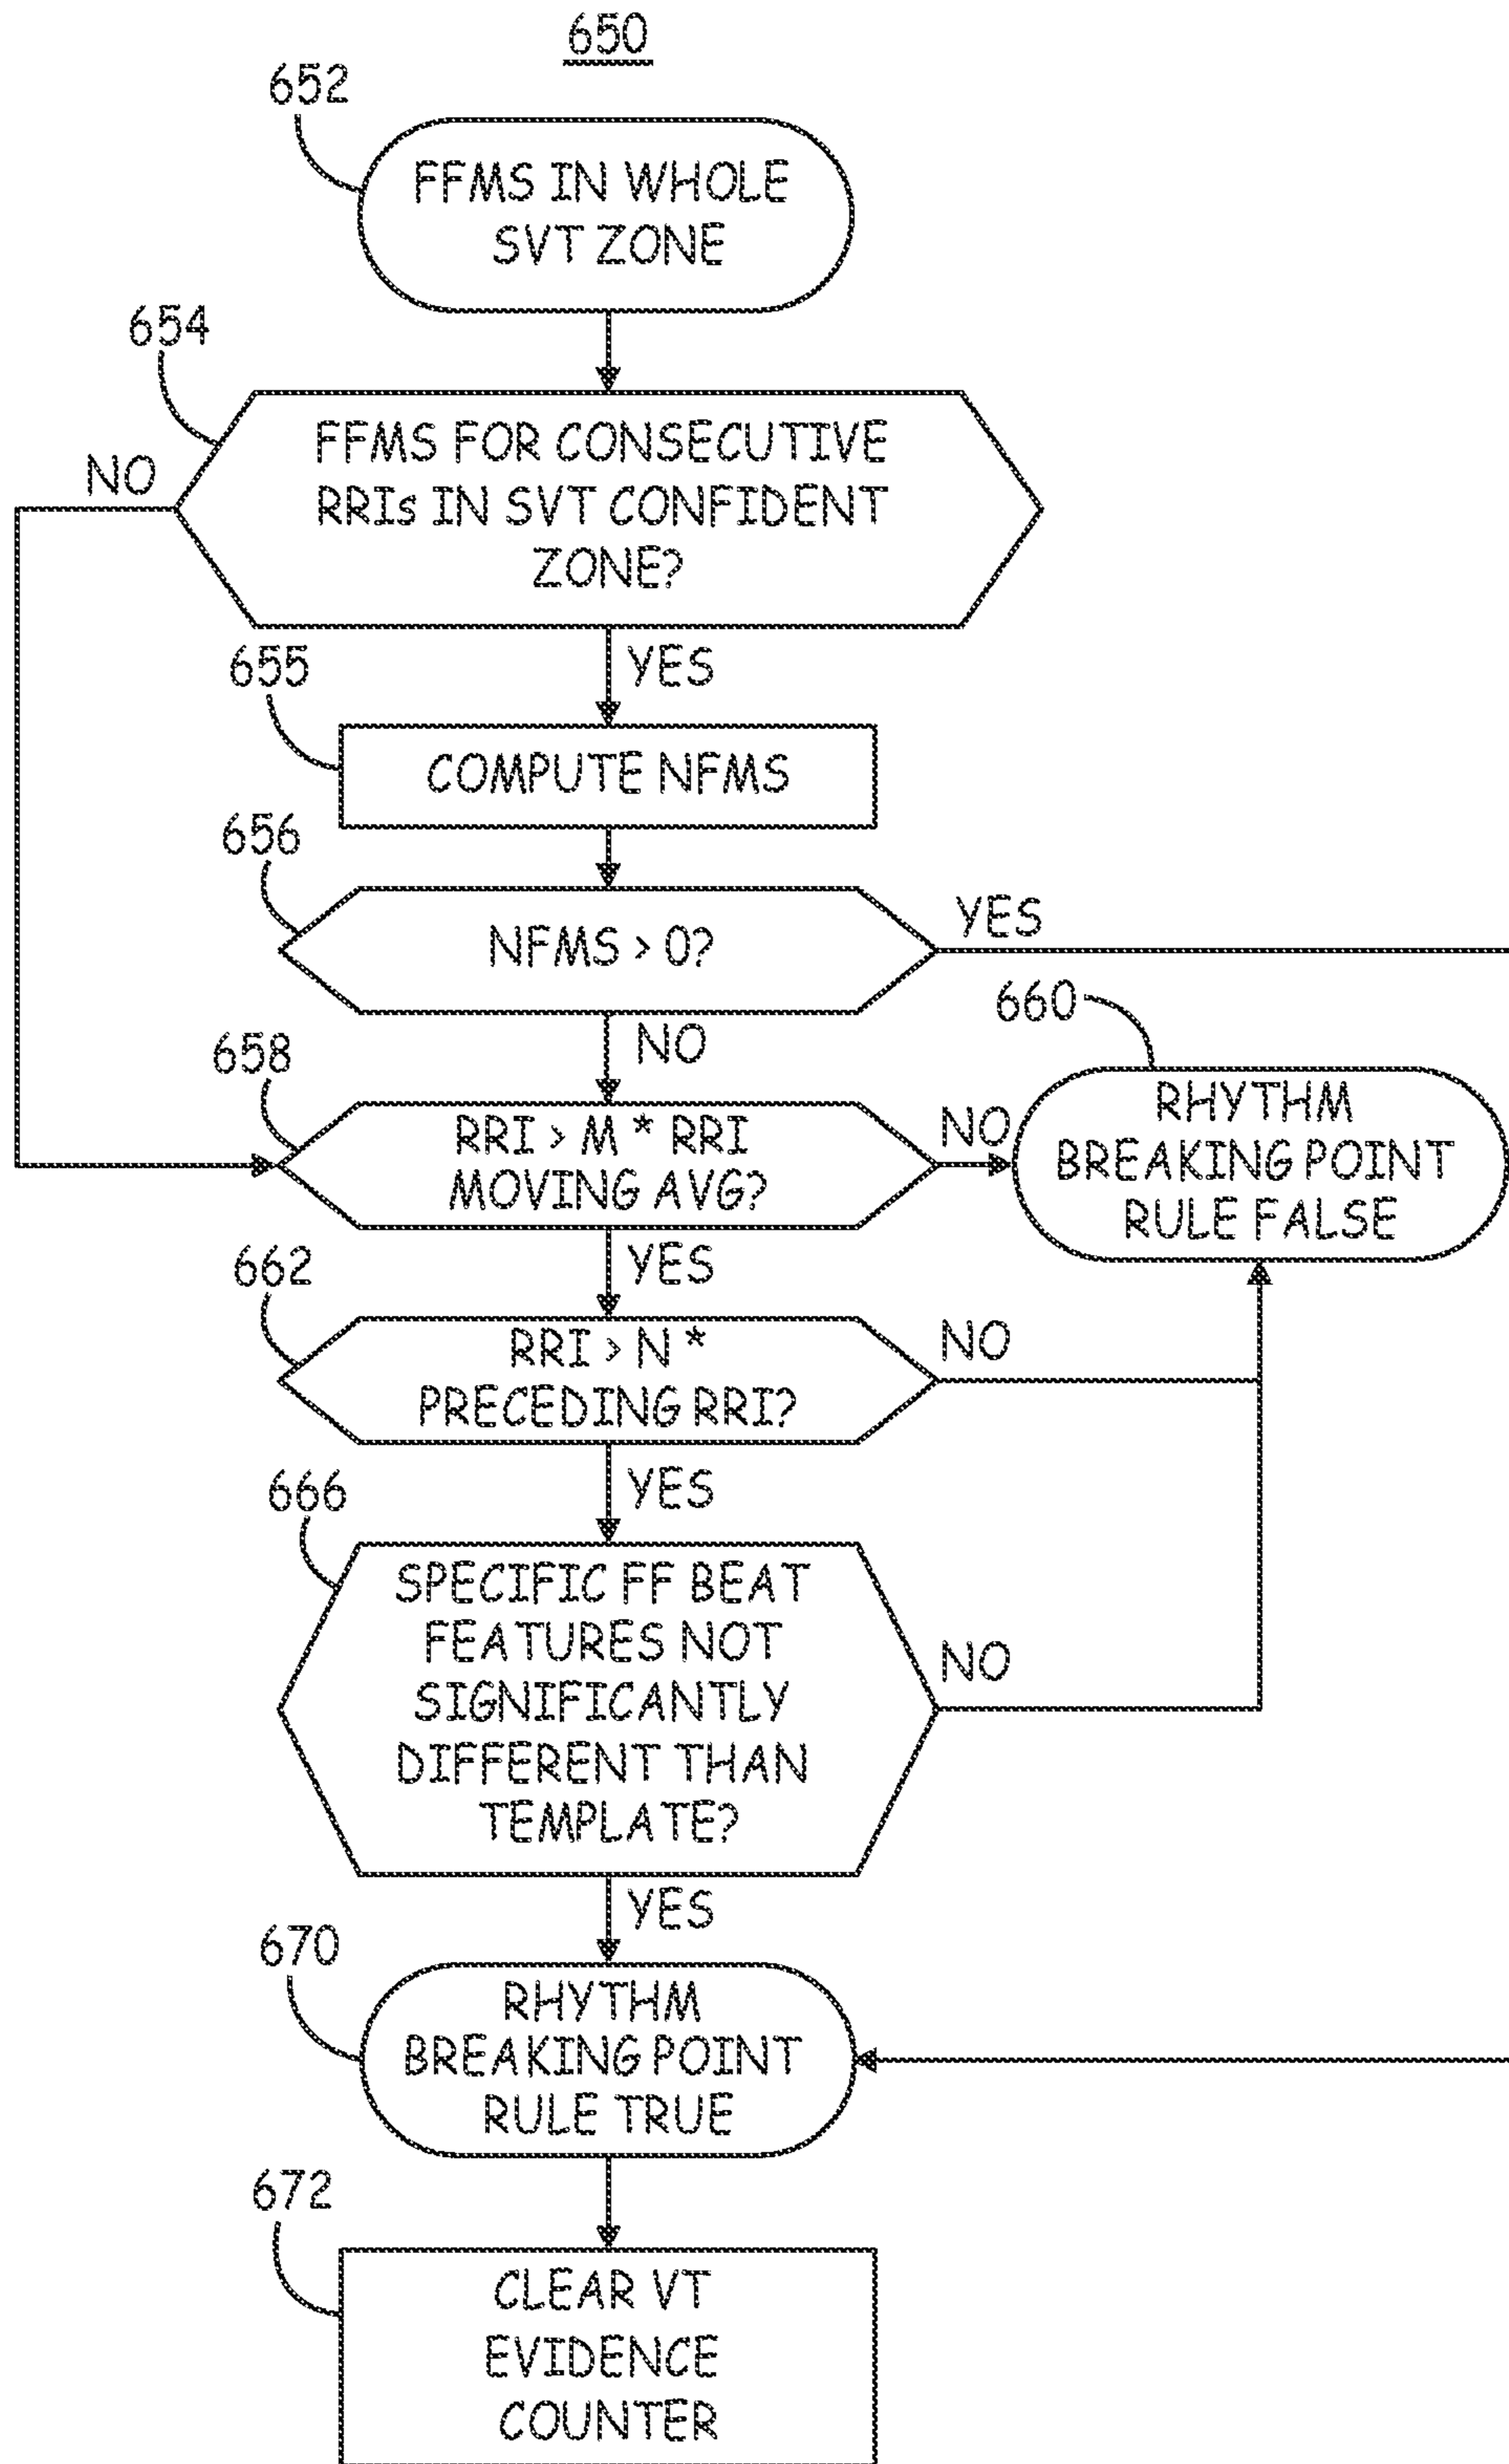 650
652
FFMS IN WHOLE
SVT ZONE
654
FFMS FOR CONSECUTIVE
RRIs IN SVT CONFIDENT
ZONE?
NO
YES
655
COMPUTE NFMS
656
NFMS > 0?
YES
NO
660
RHYTHM
BREAKING POINT
RULE FALSE
658
RRI > M * RRI
MOVING AVG?
NO
YES
662
RRI > N *
PRECEDING RRI?
NO
YES
666
SPECIFIC FF BEAT
FEATURES NOT
SIGNIFICANTLY
DIFFERENT THAN
TEMPLATE?
NO
YES
670
RHYTHM
BREAKING POINT
RULE TRUE
672
CLEAR VT
EVIDENCE
COUNTER